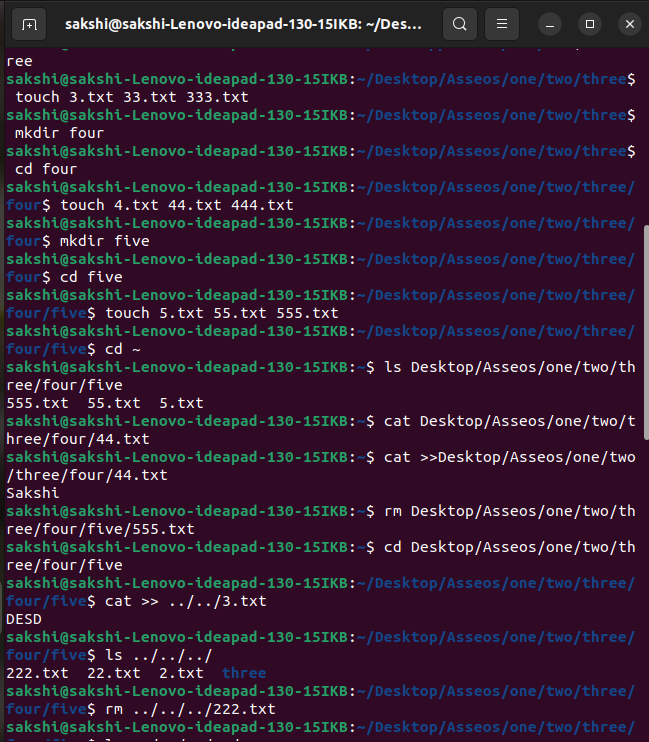 sakshi@sakshi-Lenovo-ideapad-130-15IKB: ~/Des...
ree
sakshi@sakshi-Lenovo-ideapad-130-15IKB:~/Desktop/Asseos/one/two/three$
touch 3.txt 33.txt 333.txt
sakshi@sakshi-Lenovo-ideapad-130-15IKB:~/Desktop/Asseos/one/two/three$
mkdir four
sakshi@sakshi-Lenovo-ideapad-130-15IKB:~/Desktop/Asseos/one/two/three$
cd four
sakshi@sakshi-Lenovo-ideapad-130-15IKB:~/Desktop/Asseos/one/two/three/
four$ touch 4.txt 44.txt 444.txt
sakshi@sakshi-Lenovo-ideapad-130-15IKB:~/Desktop/Asseos/one/two/three/
four$ mkdir five
sakshi@sakshi-Lenovo-ideapad-130-15IKB:~/Desktop/Asseos/one/two/three/
four$ cd five
sakshi@sakshi-Lenovo-ideapad-130-15IKB:~/Desktop/Asseos/one/two/three/
four/five$ touch 5.txt 55.txt 555.txt
sakshi@sakshi-Lenovo-ideapad-130-15IKB:~/Desktop/Asseos/one/two/three/
four/five$ cd ~
sakshi@sakshi-Lenovo-ideapad-130-15IKB:~$ ls Desktop/Asseos/one/two/th
ree/four/five
555.txt  55.txt  5.txt
sakshi@sakshi-Lenovo-ideapad-130-15IKB:~$ cat Desktop/Asseos/one/two/t
hree/four/44.txt
sakshi@sakshi-Lenovo-ideapad-130-15IKB:~$ cat >>Desktop/Asseos/one/two
/three/four/44.txt
Sakshi
sakshi@sakshi-Lenovo-ideapad-130-15IKB:~$ rm Desktop/Asseos/one/two/th
ree/four/five/555.txt
sakshi@sakshi-Lenovo-ideapad-130-15IKB:~$ cd Desktop/Asseos/one/two/th
ree/four/five
sakshi@sakshi-Lenovo-ideapad-130-15IKB:~/Desktop/Asseos/one/two/three/
four/five$ cat >> ../../3.txt
DESD
sakshi@sakshi-Lenovo-ideapad-130-15IKB:~/Desktop/Asseos/one/two/three/
four/five$ ls ../../../
222.txt  22.txt  2.txt  three
sakshi@sakshi-Lenovo-ideapad-130-15IKB:~/Desktop/Asseos/one/two/three/
four/five$ rm ../../../222.txt
sakshi@sakshi-Lenovo-ideapad-130-15IKB:~/Desktop/Asseos/one/two/three/